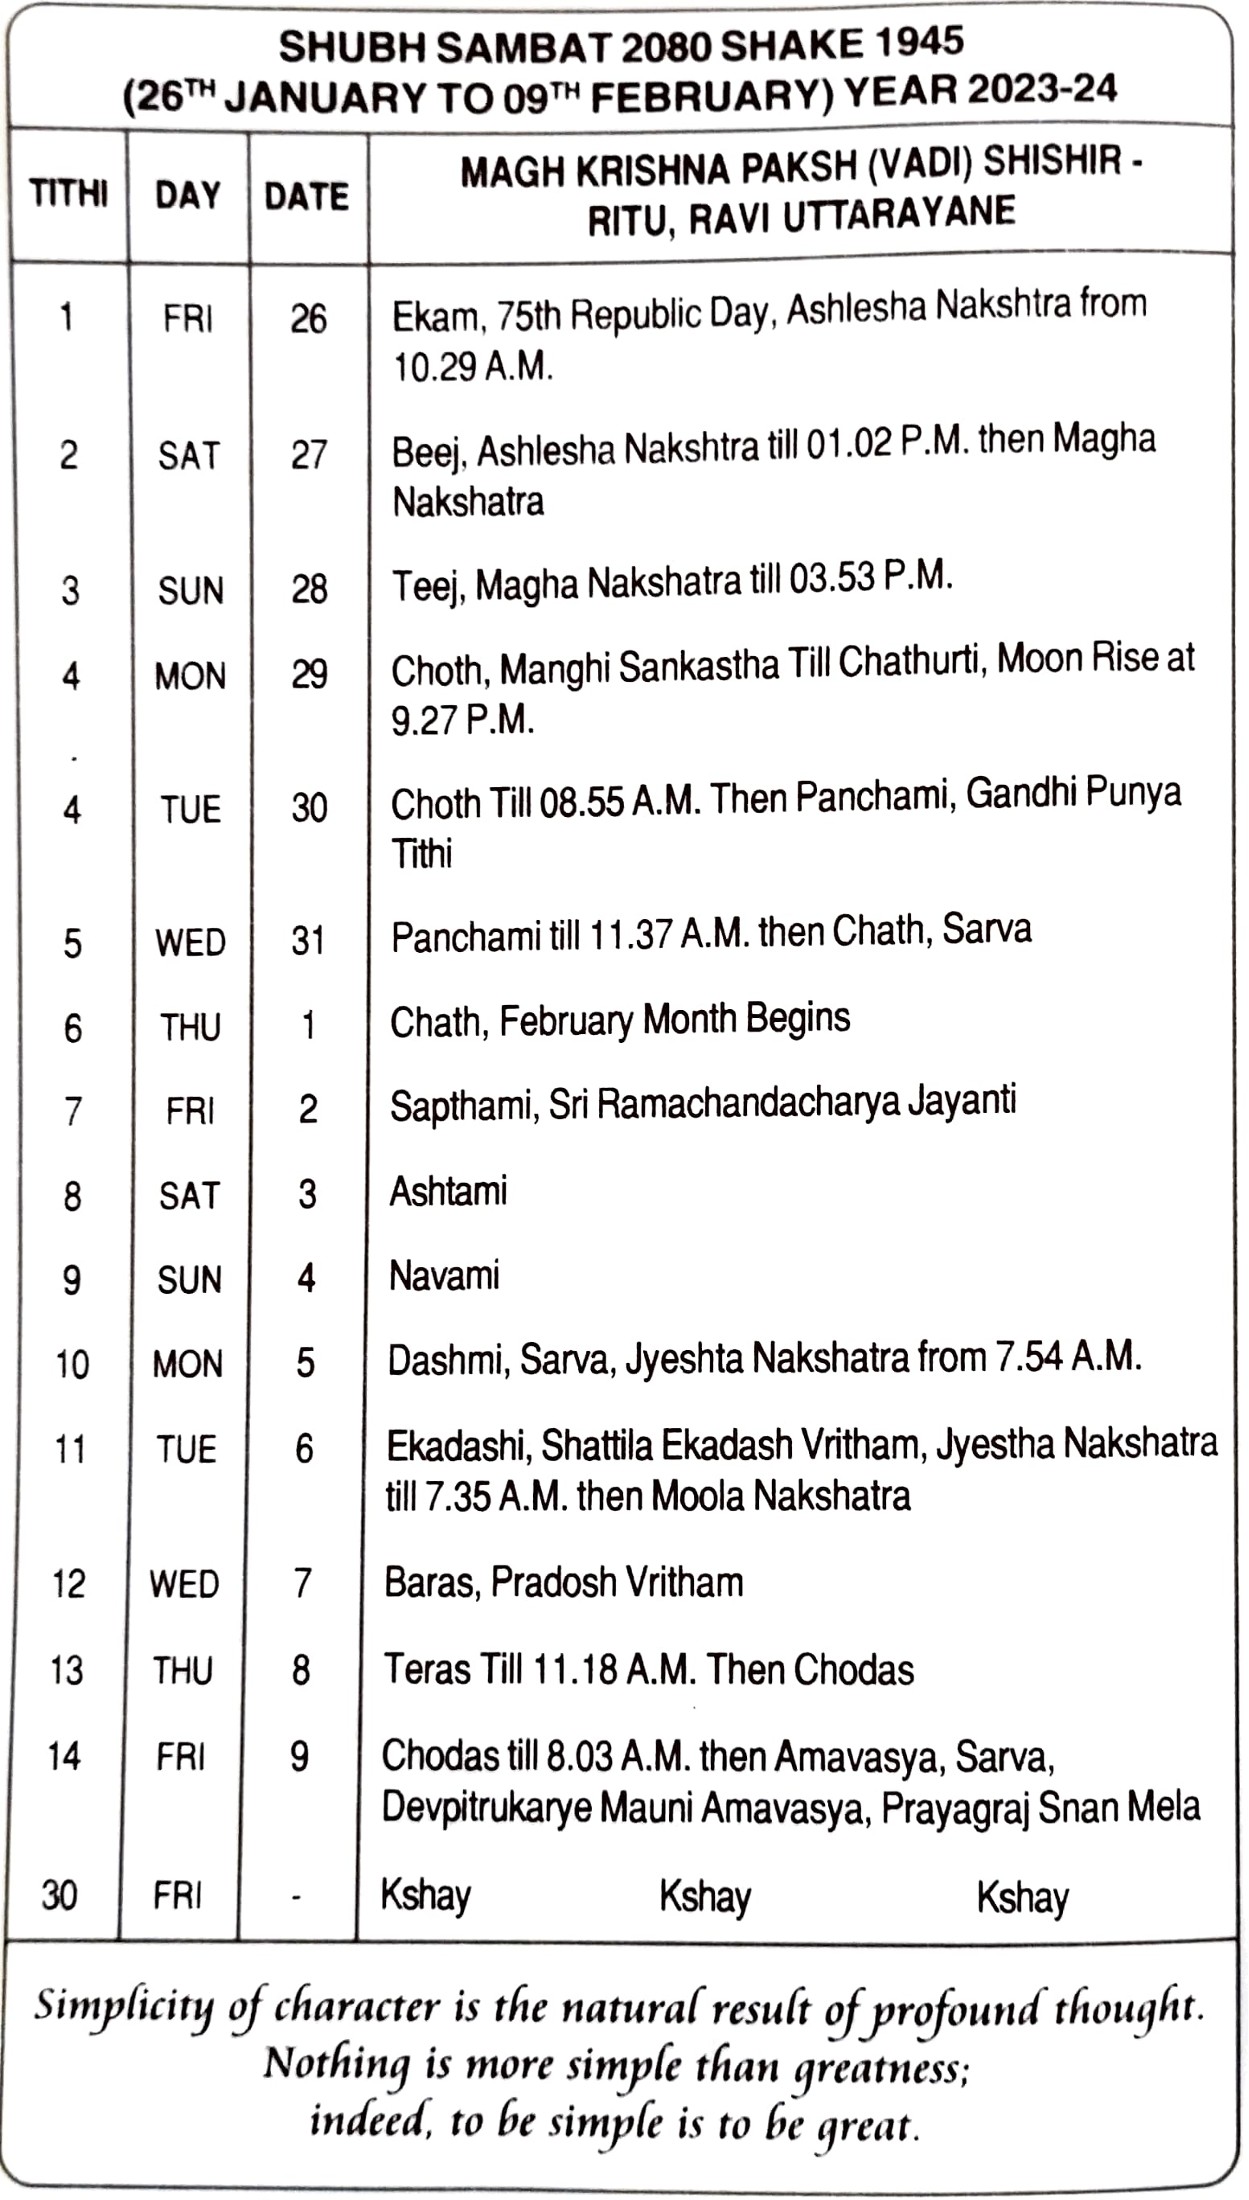 SHUBH SAMBAT 2080 SHAKE 1945
(26TH JANUARY TO 09TH FEBRUARY) YEAR 2023-24
TITHI DAY DATE MAGH KRISHNA PAKSH (VADI) SHISHIR -
RITU, RAVI UTTARAYANE
1 FRI 26 Ekam, 75th Republic Day, Ashlesha Nakshtra from
10.29 A.M.
2 SAT 27 Beej, Ashlesha Nakshtra till 01.02 P.M. then Magha
Nakshatra
3 SUN 28 Teej, Magha Nakshatra till 03.53 P.M.
4 MON 29 Choth, Manghi Sankastha Till Chathurti, Moon Rise at
9.27 P.M.
4 TUE 30 Choth Till 08.55 A.M. Then Panchami, Gandhi Punya
Tithi
5 WED 31 Panchami till 11.37 A.M. then Chath, Sarva
6 THU 1 Chath, February Month Begins
7 FRI 2 Sapthami, Sri Ramachandacharya Jayanti
8 SAT 3 Ashtami
9 SUN 4 Navami
10 MON 5 Dashmi, Sarva, Jyeshta Nakshatra from 7.54 A.M.
11 TUE 6 Ekadashi, Shattila Ekadash Vritham, Jyestha Nakshatra
till 7.35 A.M. then Moola Nakshatra
12 WED 7 Baras, Pradosh Vritham
13 THU 8 Teras Till 11.18 A.M. Then Chodas
14 FRI 9 Chodas till 8.03 A.M. then Amavasya, Sarva,
Devpitrukarye Mauni Amavasya, Prayagraj Snan Mela
30 FRI - Kshay Kshay Kshay
Simplicity of character is the natural result of profound thought.
Nothing is more simple than greatness;
indeed, to be simple is to be great.